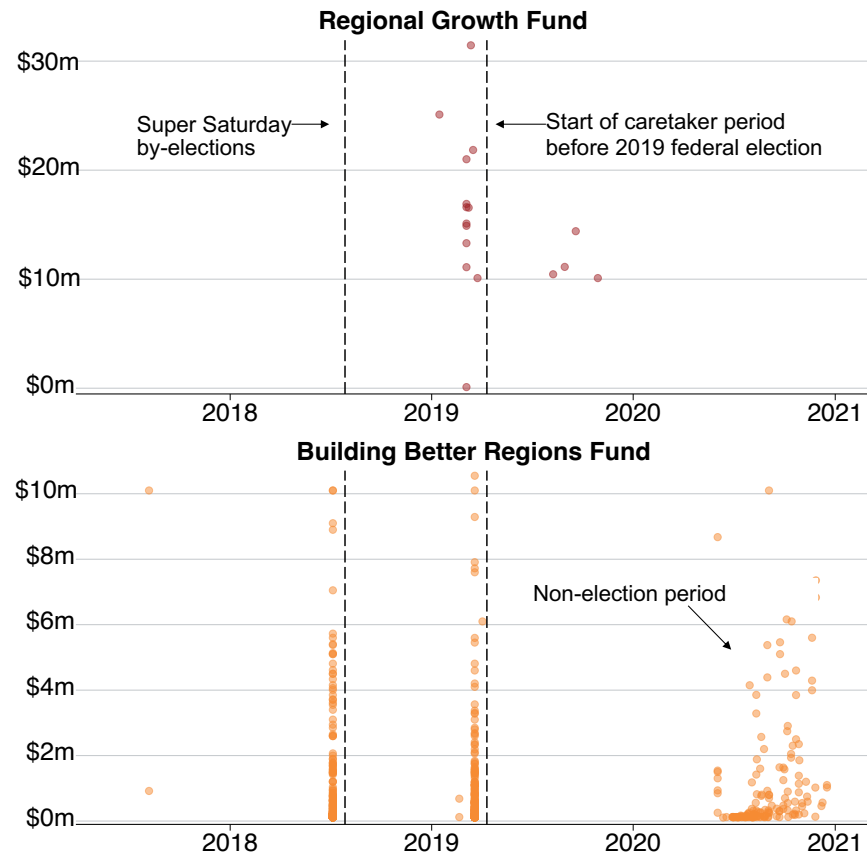 Regional Growth Fund
$30m
Super Saturday
by-elections
Start of caretaker period
before 2019 federal election
$20m
$10m
$0m
2018 2019 2020 2021
Building Better Regions Fund
$10m
$8m
Non-election period
$6m
$4m
$2m
$0m
2018 2019 2020 2021